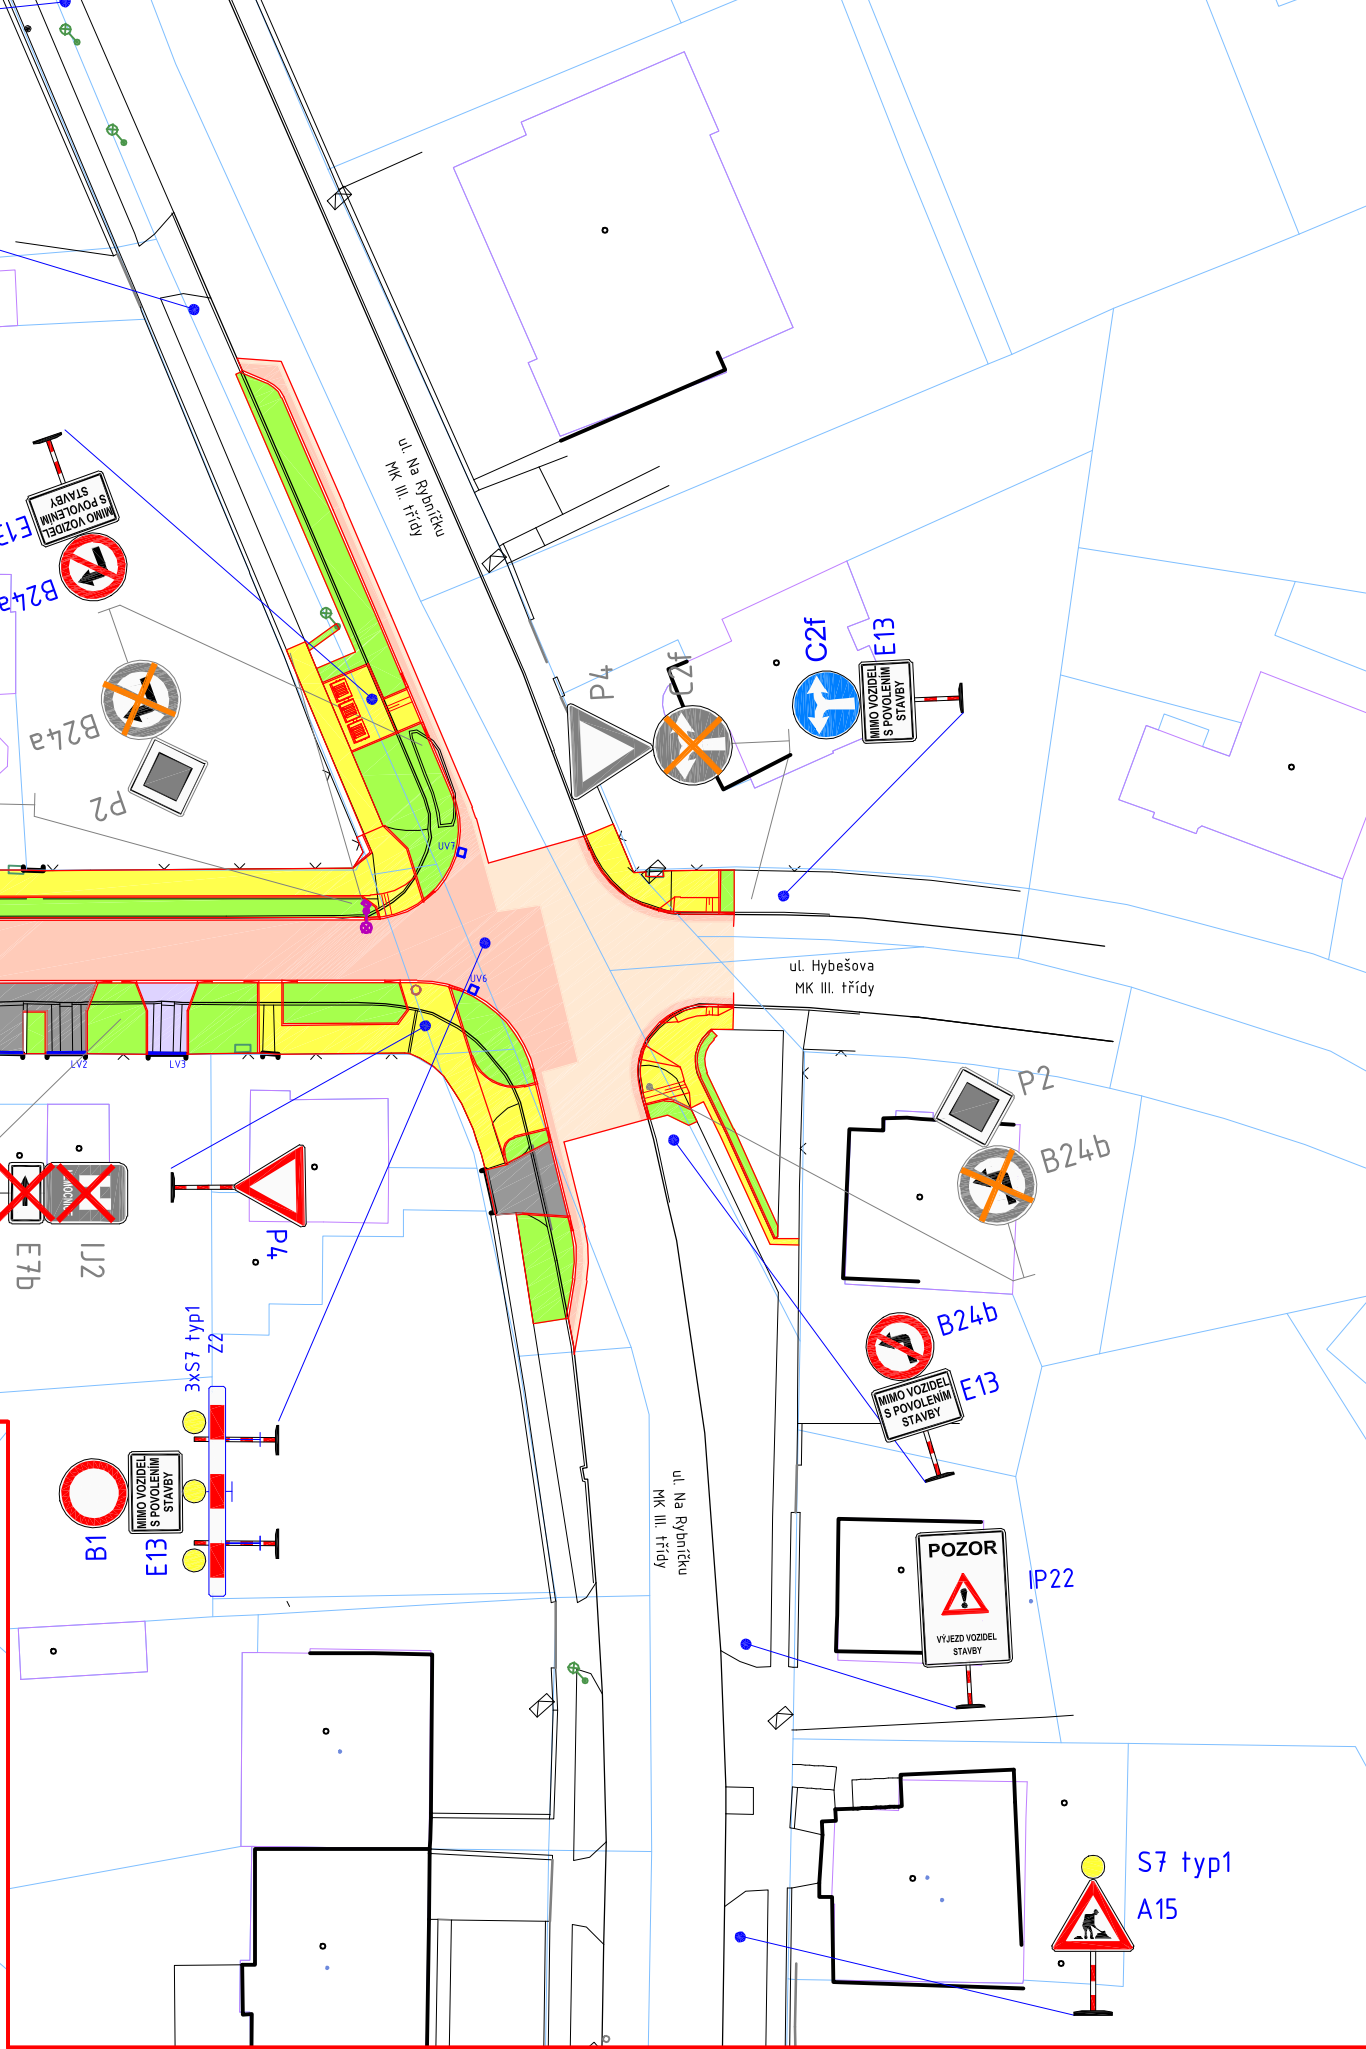 ul. Na Rybníčku
MK III. třídy
MIMO VOZIDEL
S POVOLENÍM
STAVBY
B24a
B24a
P2
P4
C2f
E13
MIMO VOZIDEL
S POVOLENÍM
STAVBY
UV7
UV6
ul. Hybešova
MK III. třídy
LV2
LV3
P2
B24b
E7b
IJ2
P4
3xS7 typ1
Z2
B1
E13
MIMO VOZIDEL
S POVOLENÍM
STAVBY
B24b
E13
MIMO VOZIDEL
S POVOLENÍM
STAVBY
ul. Na Rybníčku
MK III. třídy
POZOR
VÝJEZD VOZIDEL
STAVBY
IP22
S7 typ1
A15